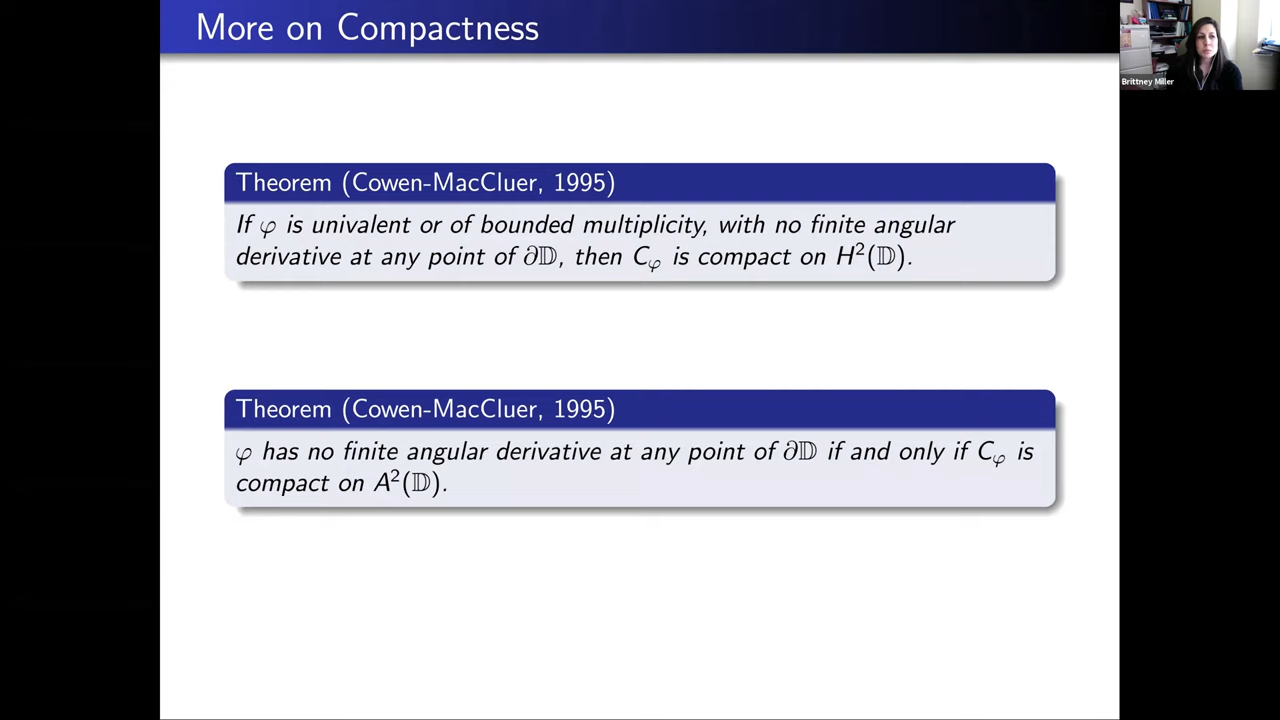 More on Compactness
Brittney Miller
Theorem (Cowen-MacCluer, 1995)
If φ is univalent or of bounded multiplicity, with no finite angular
derivative at any point of ∂𝔻, then C_φ is compact on H²(𝔻).
Theorem (Cowen-MacCluer, 1995)
φ has no finite angular derivative at any point of ∂𝔻 if and only if C_φ is
compact on A²(𝔻).